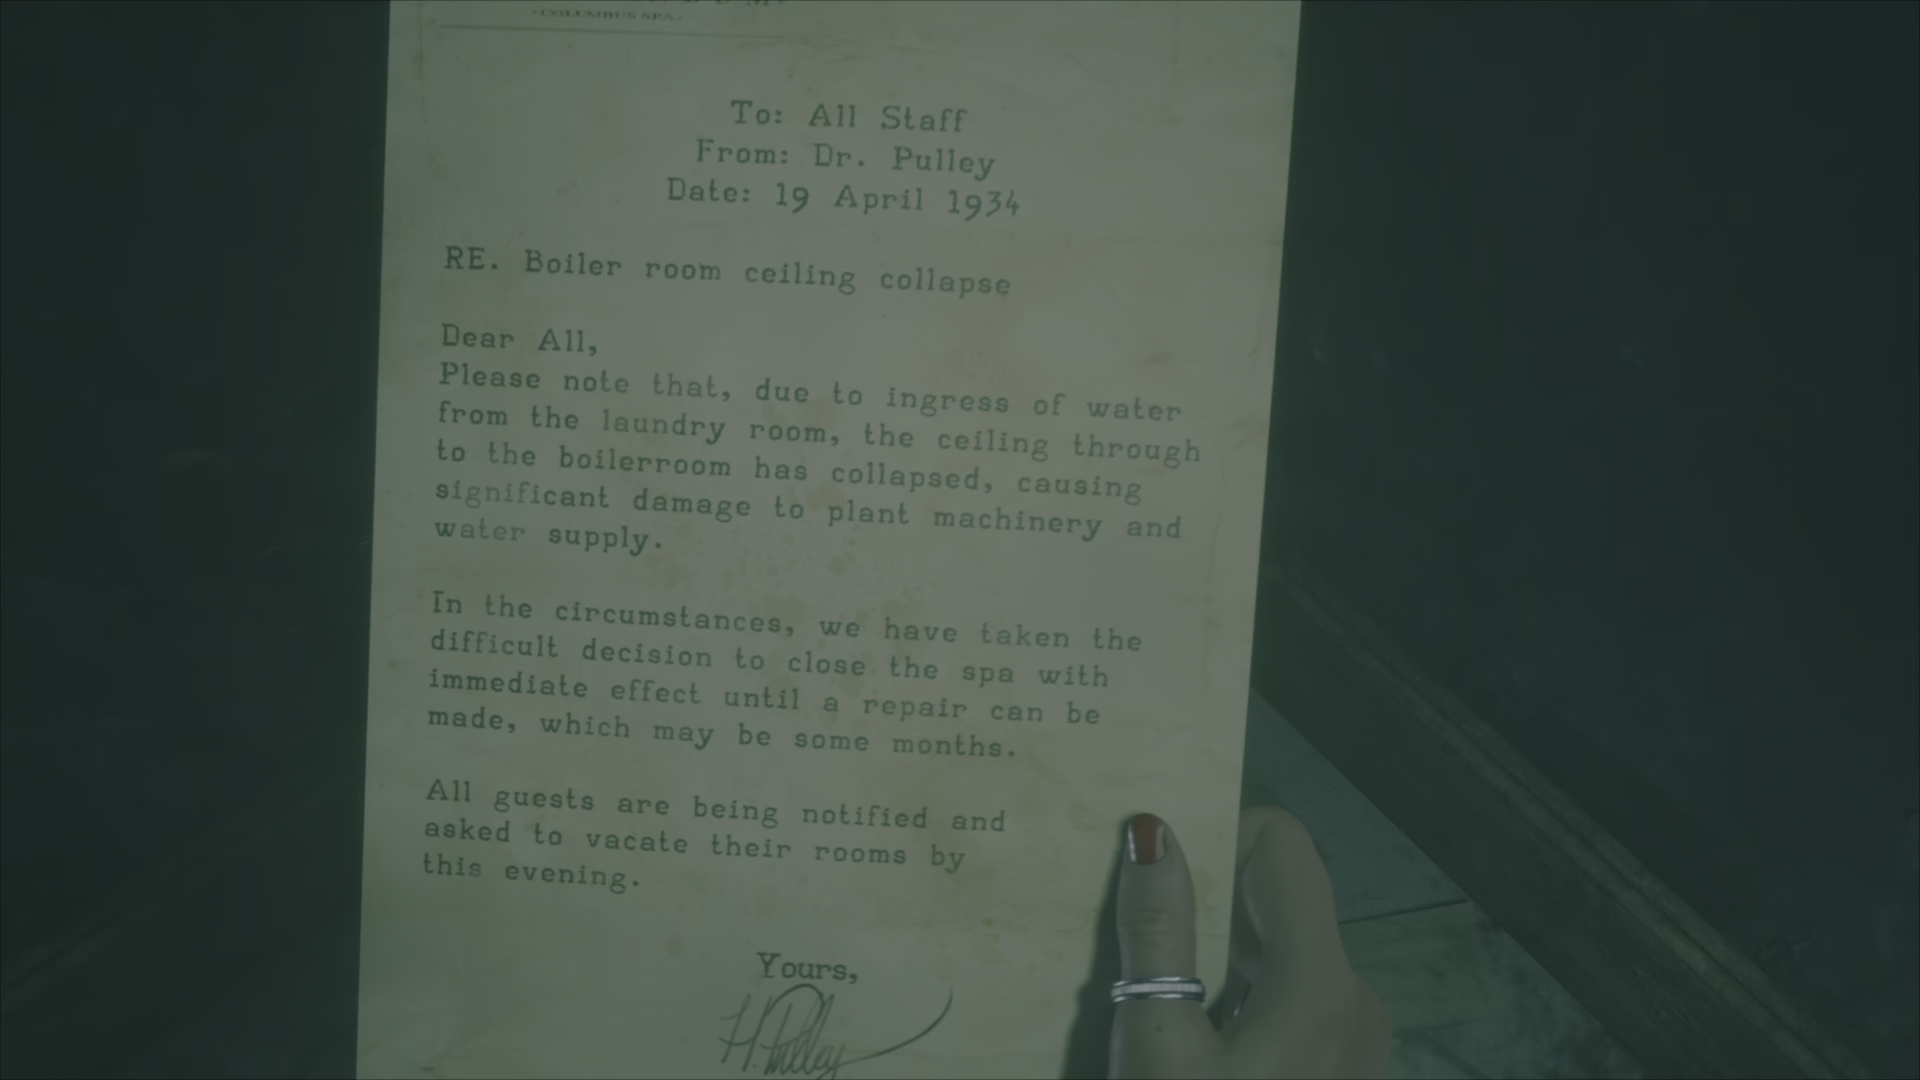 -COLUMBUS SPA-
To: All Staff
From: Dr. Pulley
Date: 19 April 1934
RE. Boiler room ceiling collapse
Dear All,
Please note that, due to ingress of water
from the laundry room, the ceiling through
to the boilerroom has collapsed, causing
significant damage to plant machinery and
water supply.
In the circumstances, we have taken the
difficult decision to close the spa with
immediate effect until a repair can be
made, which may be some months.
All guests are being notified and
asked to vacate their rooms by
this evening.
Yours,
H. Pulley